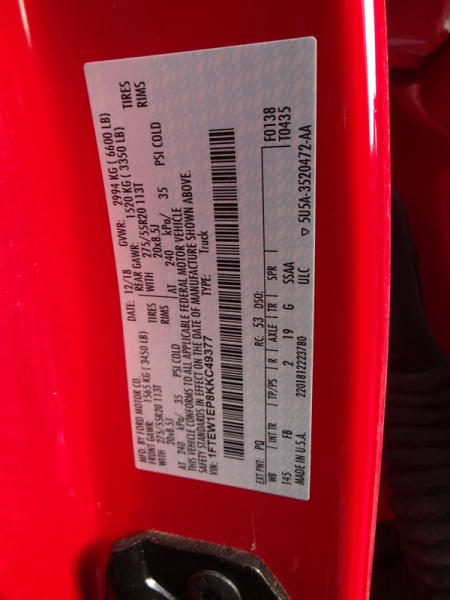 MFD. BY FORD MOTOR CO.
DATE: 12/18 GVWR: 2994 KG ( 6600 LB)
FRONT GAWR: 1565 KG ( 3450 LB) REAR GAWR: 1520 KG ( 3350 LB)
WITH 275/55R20 113T TIRES WITH 275/55R20 113T TIRES
20x8.5J RIMS 20x8.5J RIMS
AT 240 kPa/ 35 PSI COLD AT 240 kPa/ 35 PSI COLD
THIS VEHICLE CONFORMS TO ALL APPLICABLE FEDERAL MOTOR VEHICLE
SAFETY STANDARDS IN EFFECT ON THE DATE OF MANUFACTURE SHOWN ABOVE.
VIN: 1FTEW1EP8KKC49377 TYPE: Truck
F0138
T0435
EXT PNT: PQ RC: 53 DSO:
WB INT TR TP/PS R AXLE TR SPR
145 FB 2 19 G SSAA
MADE IN U.S.A. 2201812223780 ULC
▽ 5U5A-3520472-AA